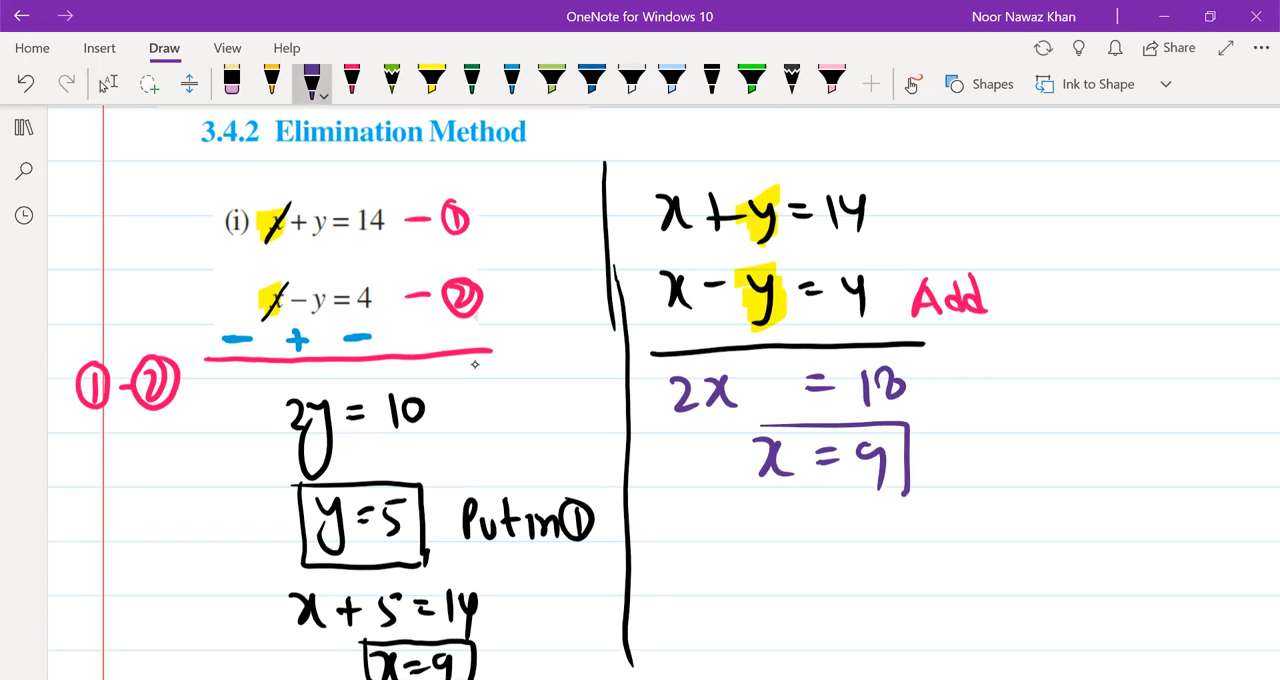 OneNote for Windows 10
Noor Nawaz Khan
Home Insert Draw View Help
Share
Shapes
Ink to Shape
3.4.2 Elimination Method
(i) x + y = 14 - ①
x - y = 4 - ②
- + -
① - ②
2y = 10
y = 5 Put in ①
x + 5 = 14
x = 9
x + y = 14
x - y = 4 Add
2x = 18
x = 9